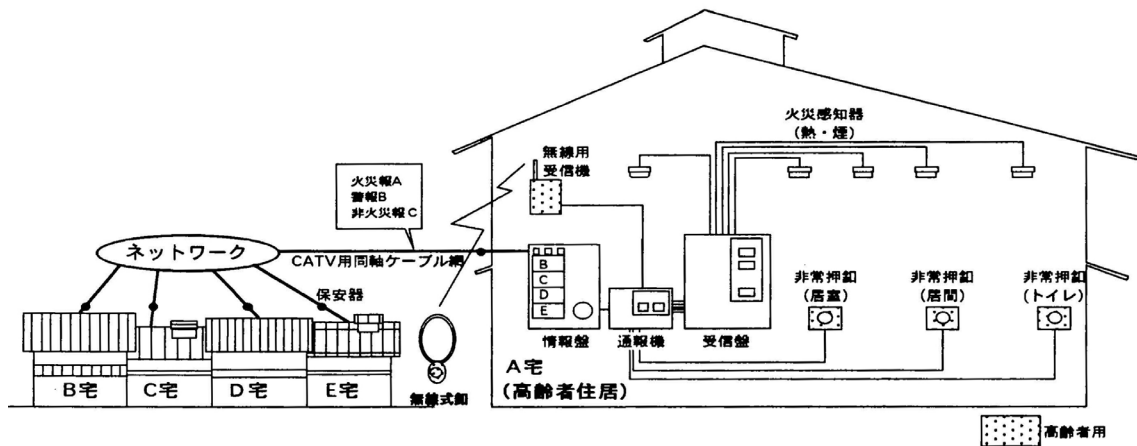 火災感知器
(熱・煙)
無線用
受信機
火災報A
警報B
非火災報C
ネットワーク
CATV用同軸ケーブル網
保安器
B
C
D
E
情報盤
通報機
受信盤
非常押釦
(居室)
非常押釦
(居間)
非常押釦
(トイレ)
A宅
(高齢者住居)
B宅
C宅
D宅
E宅
無線式釦
高齢者用